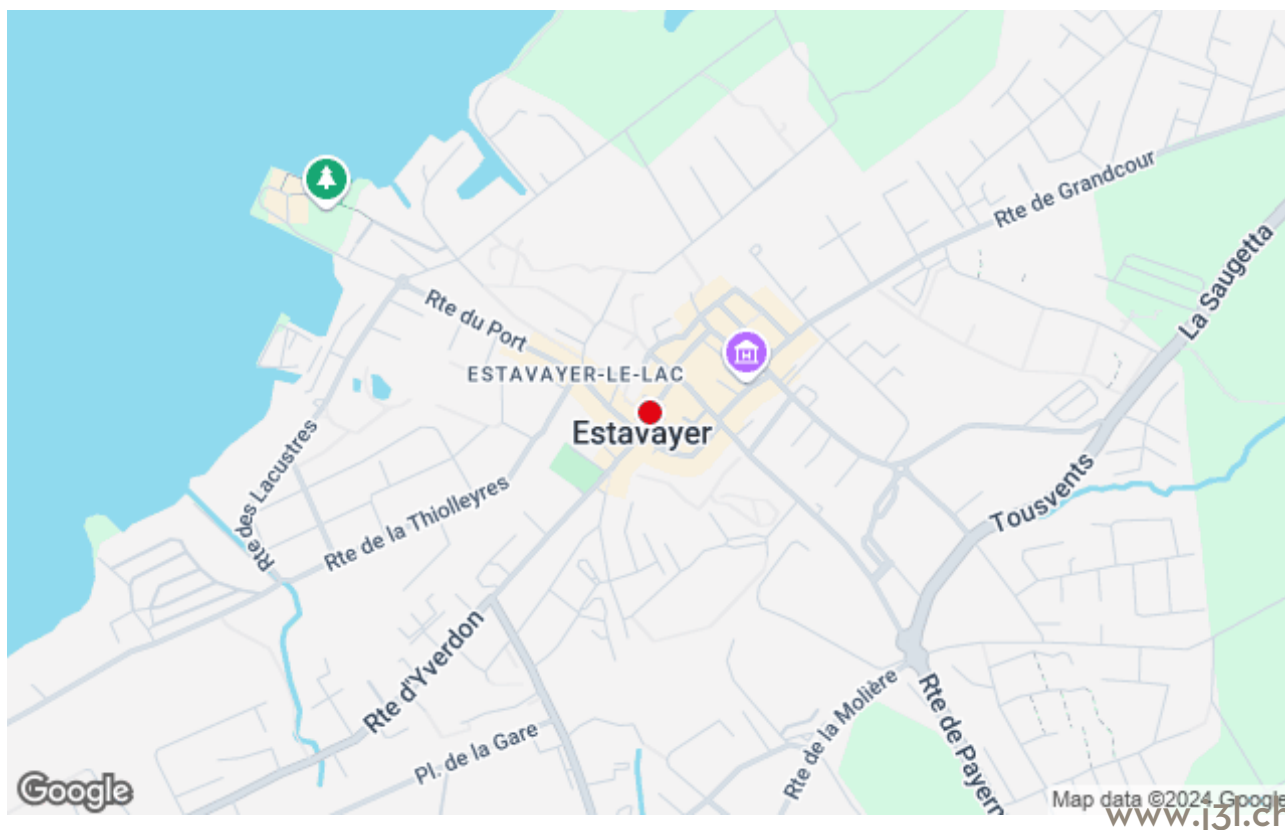 Rte de Grandcour
La Saugetta
Rte du Port
ESTAVAYER-LE-LAC
Estavayer
Rte des Lacustres
Rte de la Thiolleyres
Tousvents
Rte d'Yverdon
Rte de la Molière
Rte de Payern
Pl. de la Gare
Google
Map data ©2024 Google
www.j3l.ch